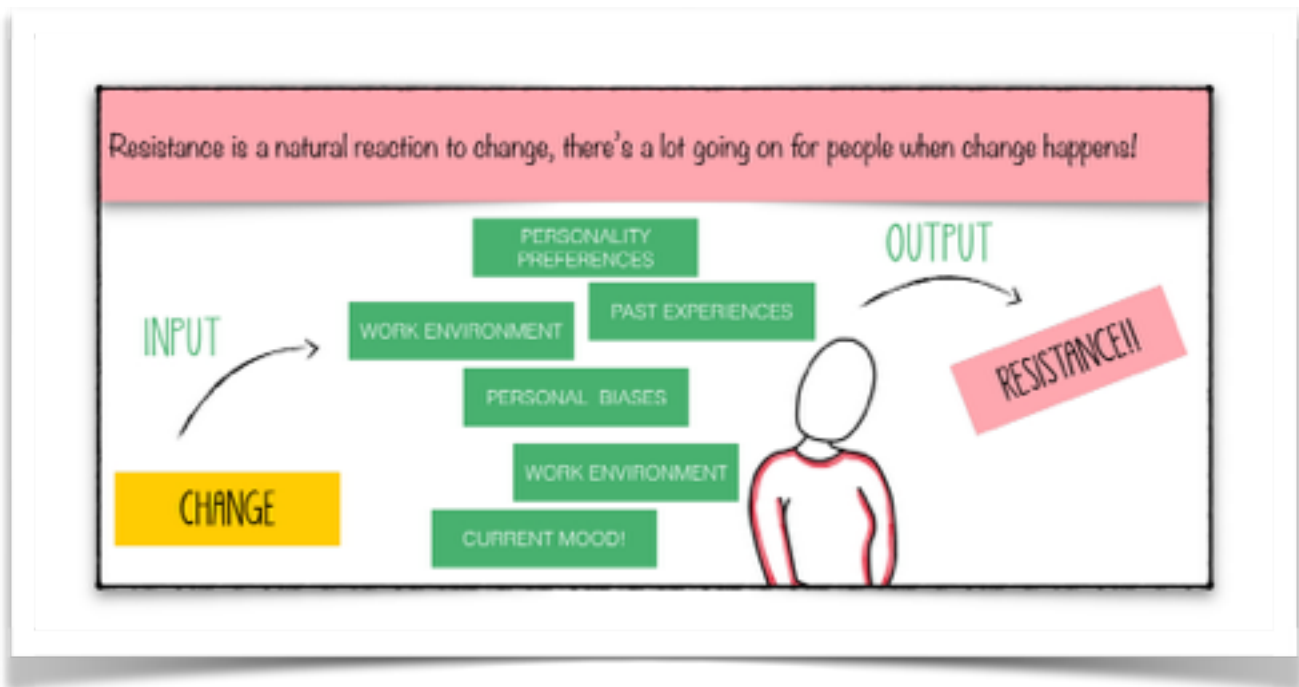 Resistance is a natural reaction to change, there's a lot going on for people when change happens!
PERSONALITY
PREFERENCES
OUTPUT
PAST EXPERIENCES
INPUT
WORK ENVIRONMENT
RESISTANCE!!
PERSONAL BIASES
WORK ENVIRONMENT
CHANGE
CURRENT MOOD!